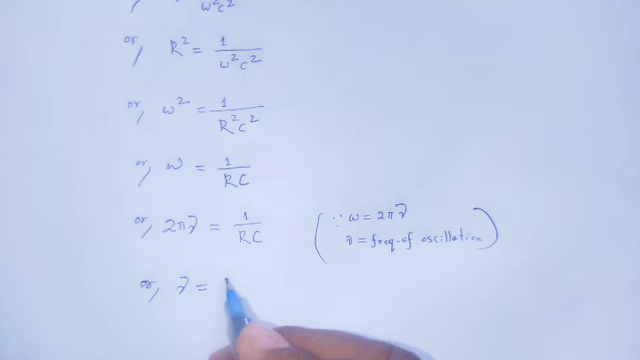 ω²c²
or, R² = 1/ω²c²
or, ω² = 1/R²c²
or, ω = 1/RC
or, 2πν = 1/RC
(∵ ω = 2πν
ν = freq. of oscillation)
or, ν =